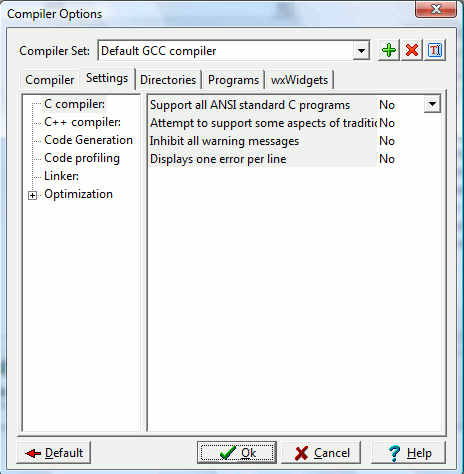 Compiler Options
Compiler Set: Default GCC compiler
Compiler Settings Directories Programs wxWidgets
C compiler:
C++ compiler:
Code Generation
Code profiling
Linker:
Optimization
Support all ANSI standard C programs No
Attempt to support some aspects of traditic No
Inhibit all warning messages No
Displays one error per line No
Default Ok Cancel Help